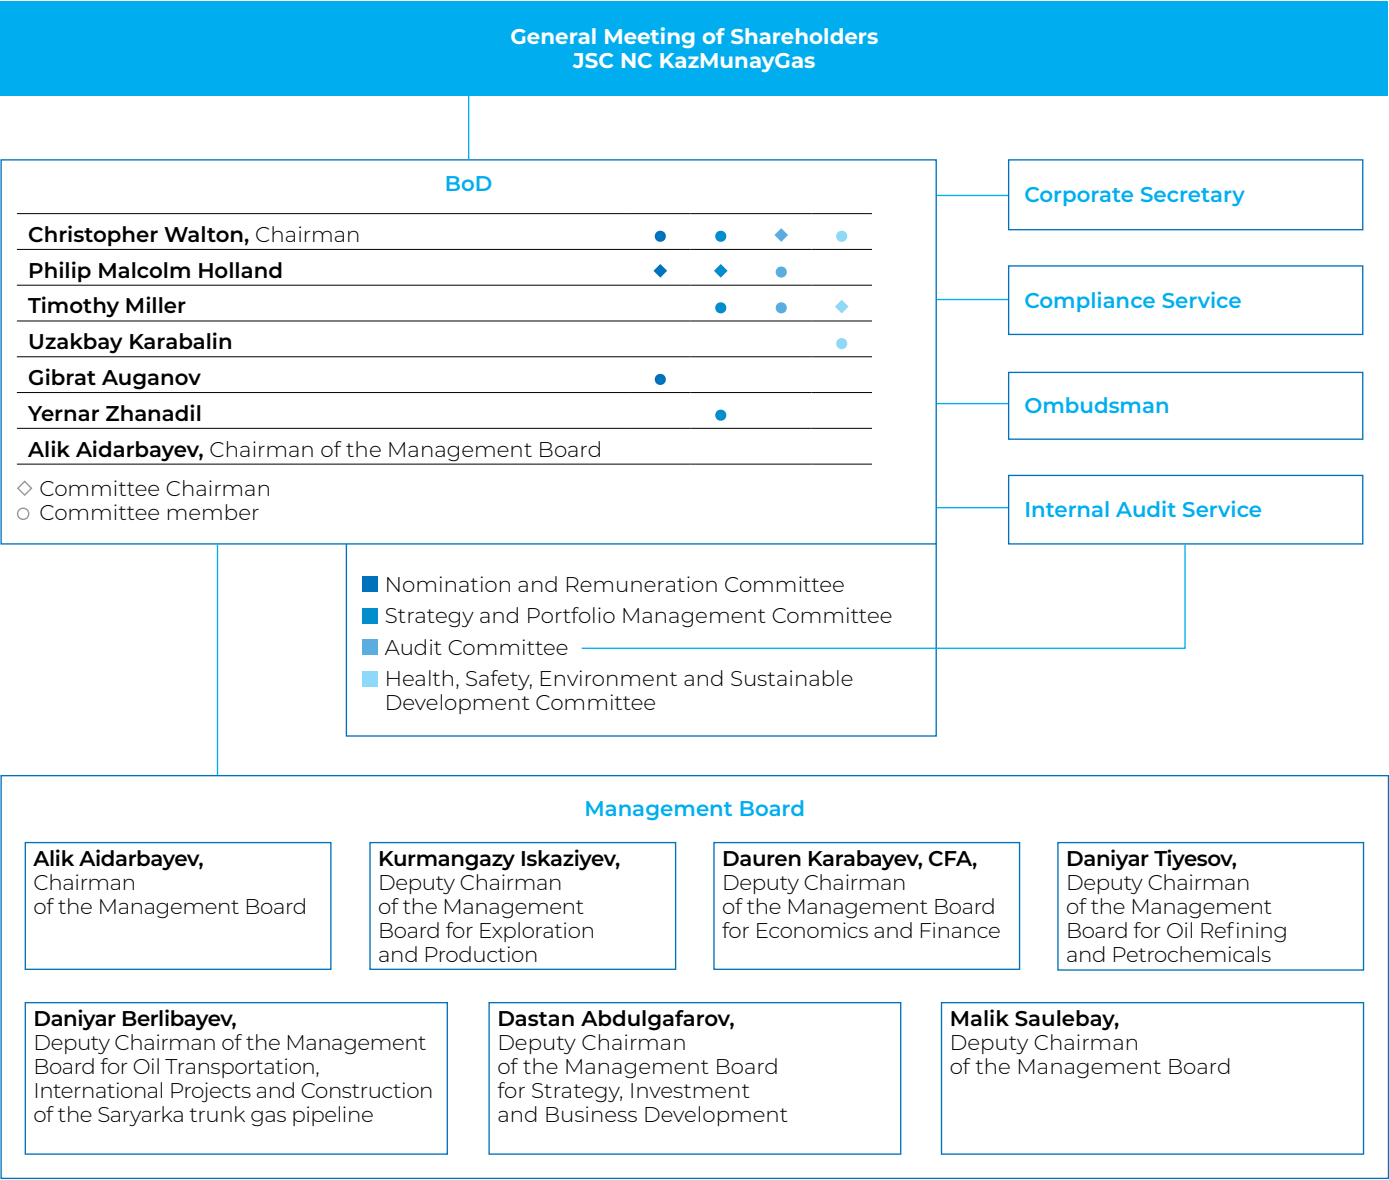 General Meeting of Shareholders
JSC NC KazMunayGas
BoD
Christopher Walton, Chairman
Philip Malcolm Holland
Timothy Miller
Uzakbay Karabalin
Gibrat Auganov
Yernar Zhanadil
Alik Aidarbayev, Chairman of the Management Board
Committee Chairman
Committee member
Corporate Secretary
Compliance Service
Ombudsman
Internal Audit Service
Nomination and Remuneration Committee
Strategy and Portfolio Management Committee
Audit Committee
Health, Safety, Environment and Sustainable
Development Committee
Management Board
Alik Aidarbayev,
Chairman
of the Management Board
Kurmangazy Iskaziyev,
Deputy Chairman
of the Management
Board for Exploration
and Production
Dauren Karabayev, CFA,
Deputy Chairman
of the Management Board
for Economics and Finance
Daniyar Tiyesov,
Deputy Chairman
of the Management
Board for Oil Refining
and Petrochemicals
Daniyar Berlibayev,
Deputy Chairman of the Management
Board for Oil Transportation,
International Projects and Construction
of the Saryarka trunk gas pipeline
Dastan Abdulgafarov,
Deputy Chairman
of the Management Board
for Strategy, Investment
and Business Development
Malik Saulebay,
Deputy Chairman
of the Management Board